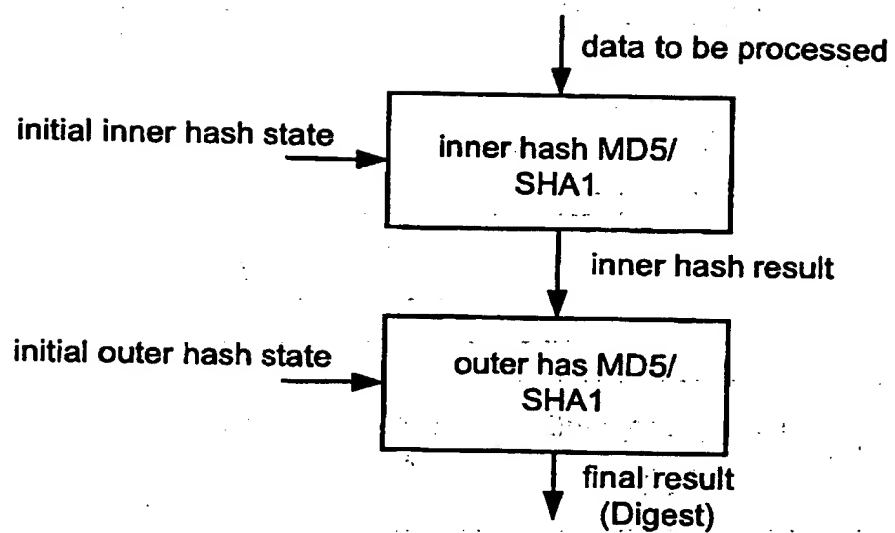 data to be processed
initial inner hash state
inner hash MD5/
SHA1
inner hash result
initial outer hash state
outer has MD5/
SHA1
final result
(Digest)